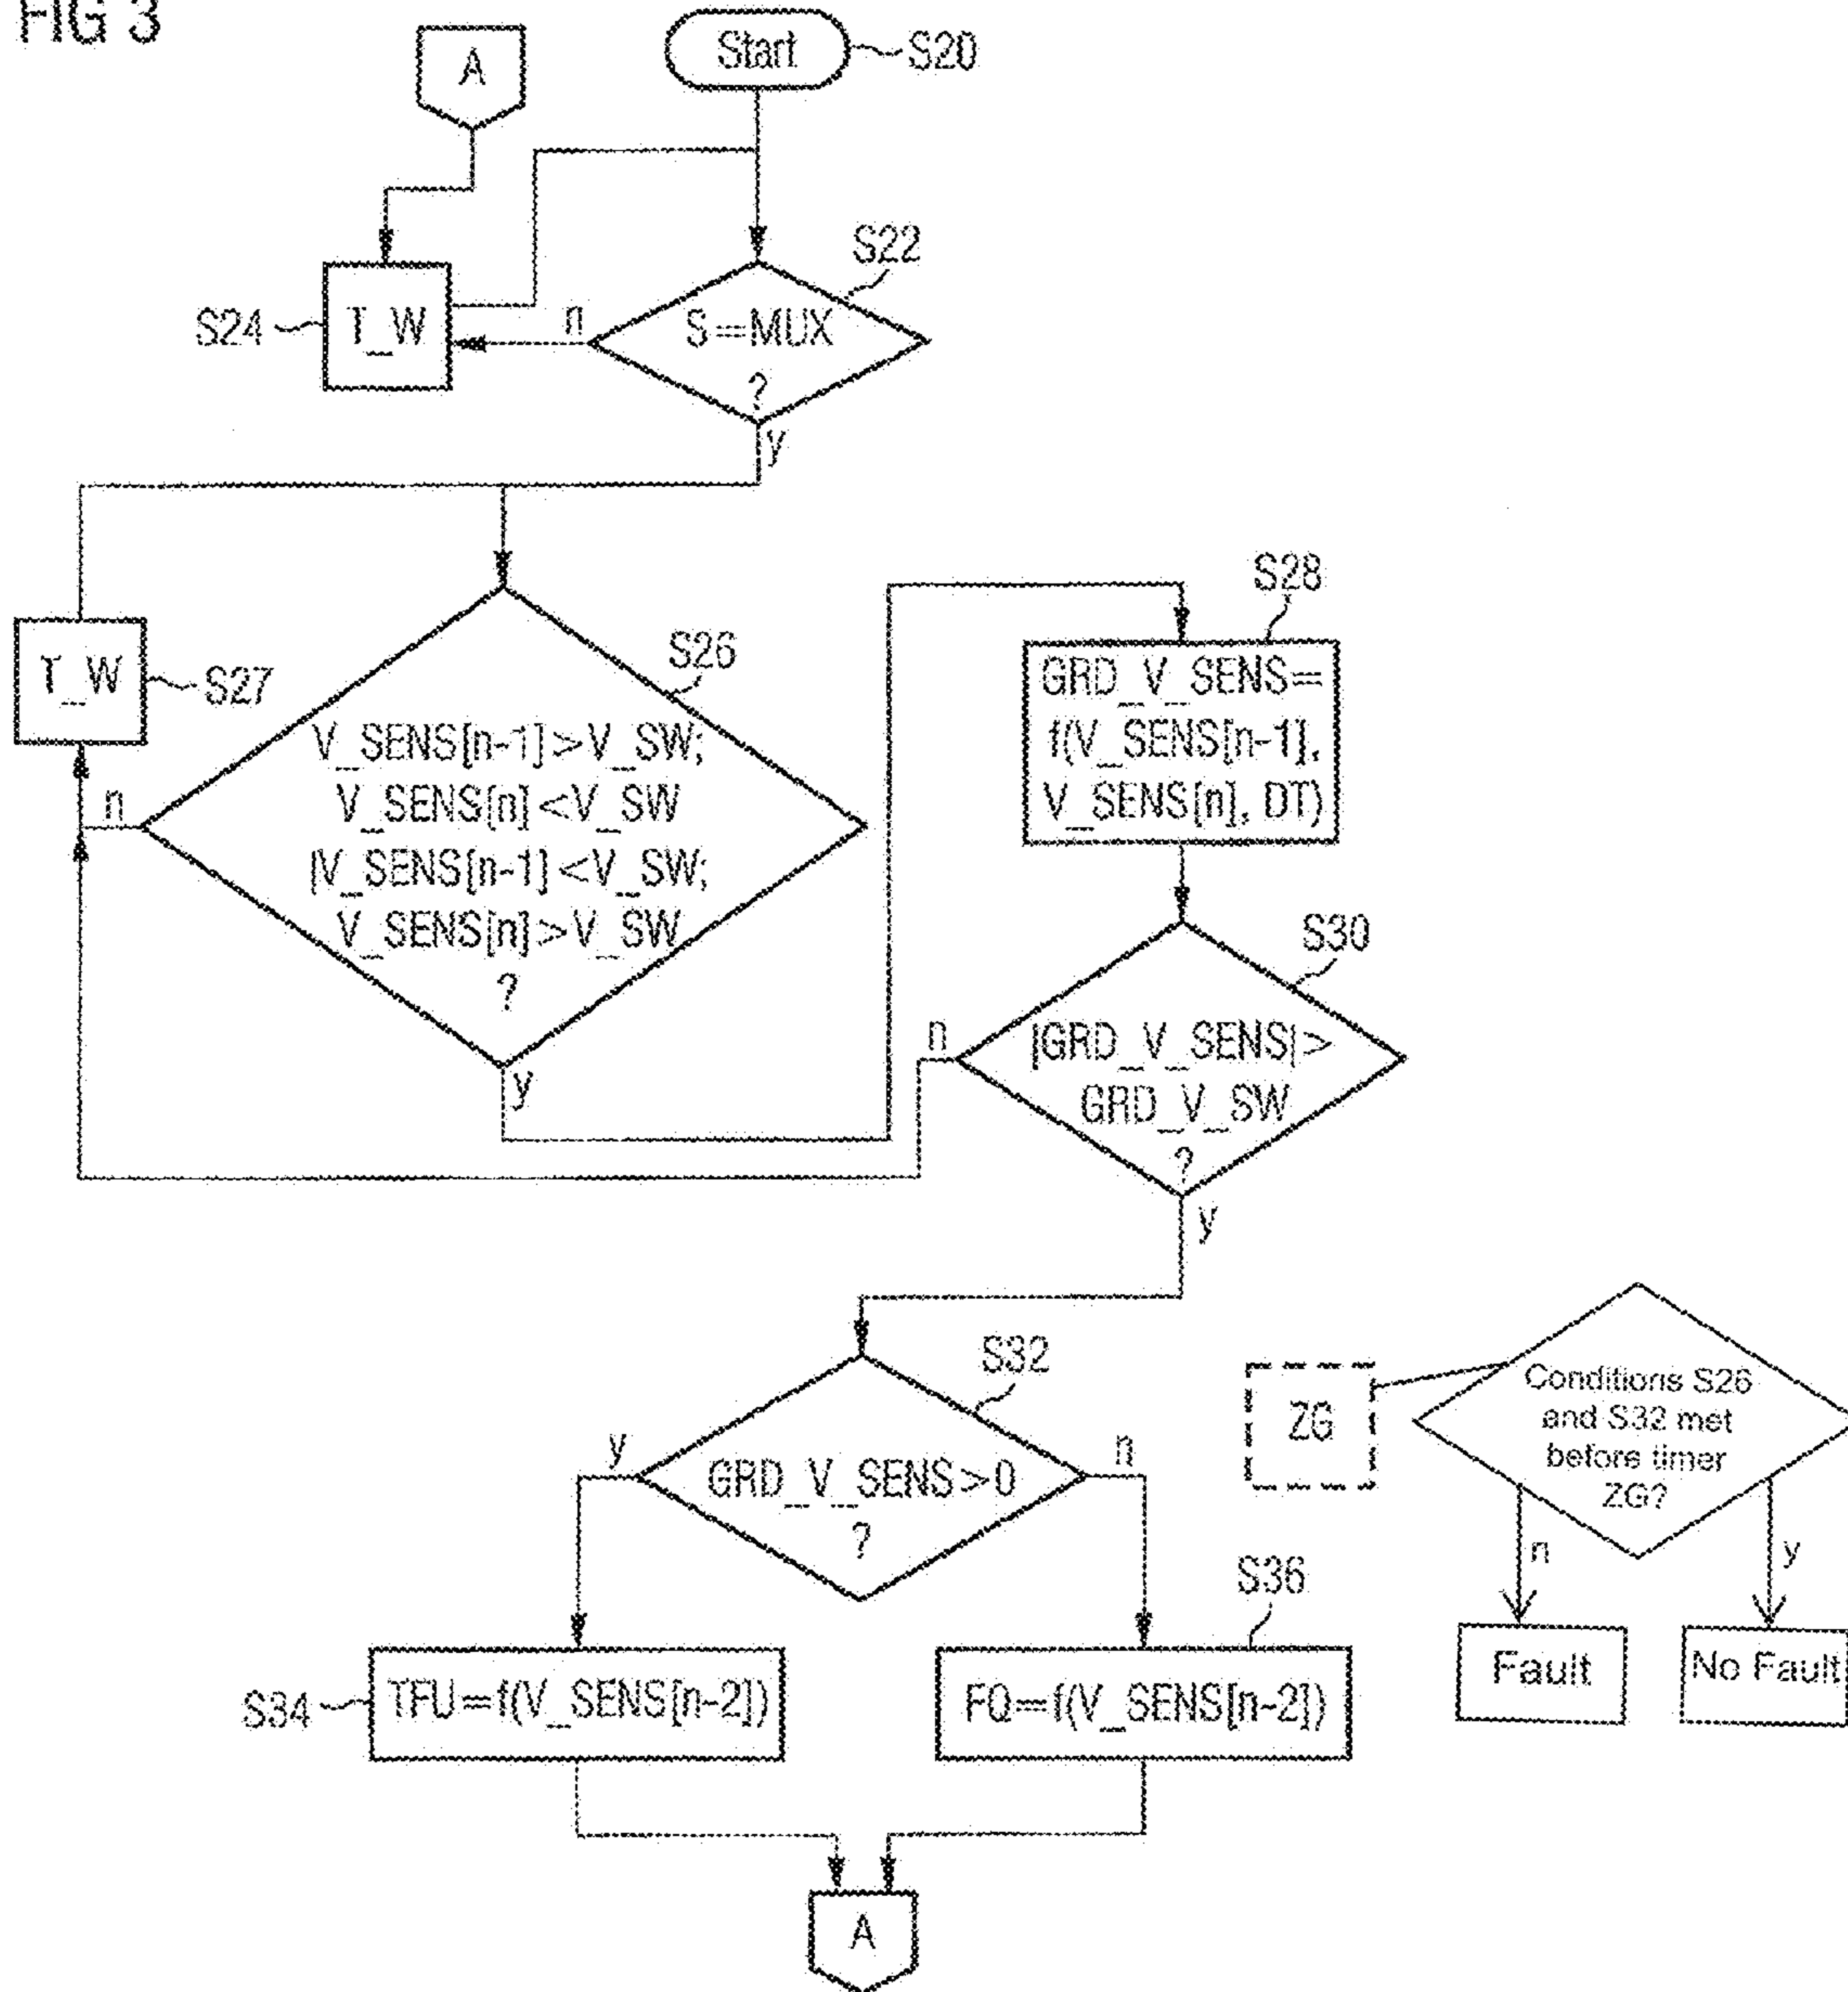 FIG 3
A
Start
S20
S22
S24
T_W
n
S==MUX
?
y
T_W
S27
n
S26
V_SENS[n-1]>V_SW;
V_SENS[n]<V_SW
|V_SENS[n-1]<V_SW;
V_SENS[n]>V_SW
?
y
S28
GRD_V_SENS=
f(V_SENS[n-1],
V_SENS[n], DT)
S30
n
|GRD_V_SENS|>
GRD_V_SW
?
y
S32
y
GRD_V_SENS>0
?
n
ZG
Conditions S26
and S32 met
before timer
ZG?
n
y
Fault
No Fault
S34
TFU=f(V_SENS[n-2])
S36
FQ=f(V_SENS[n-2])
A